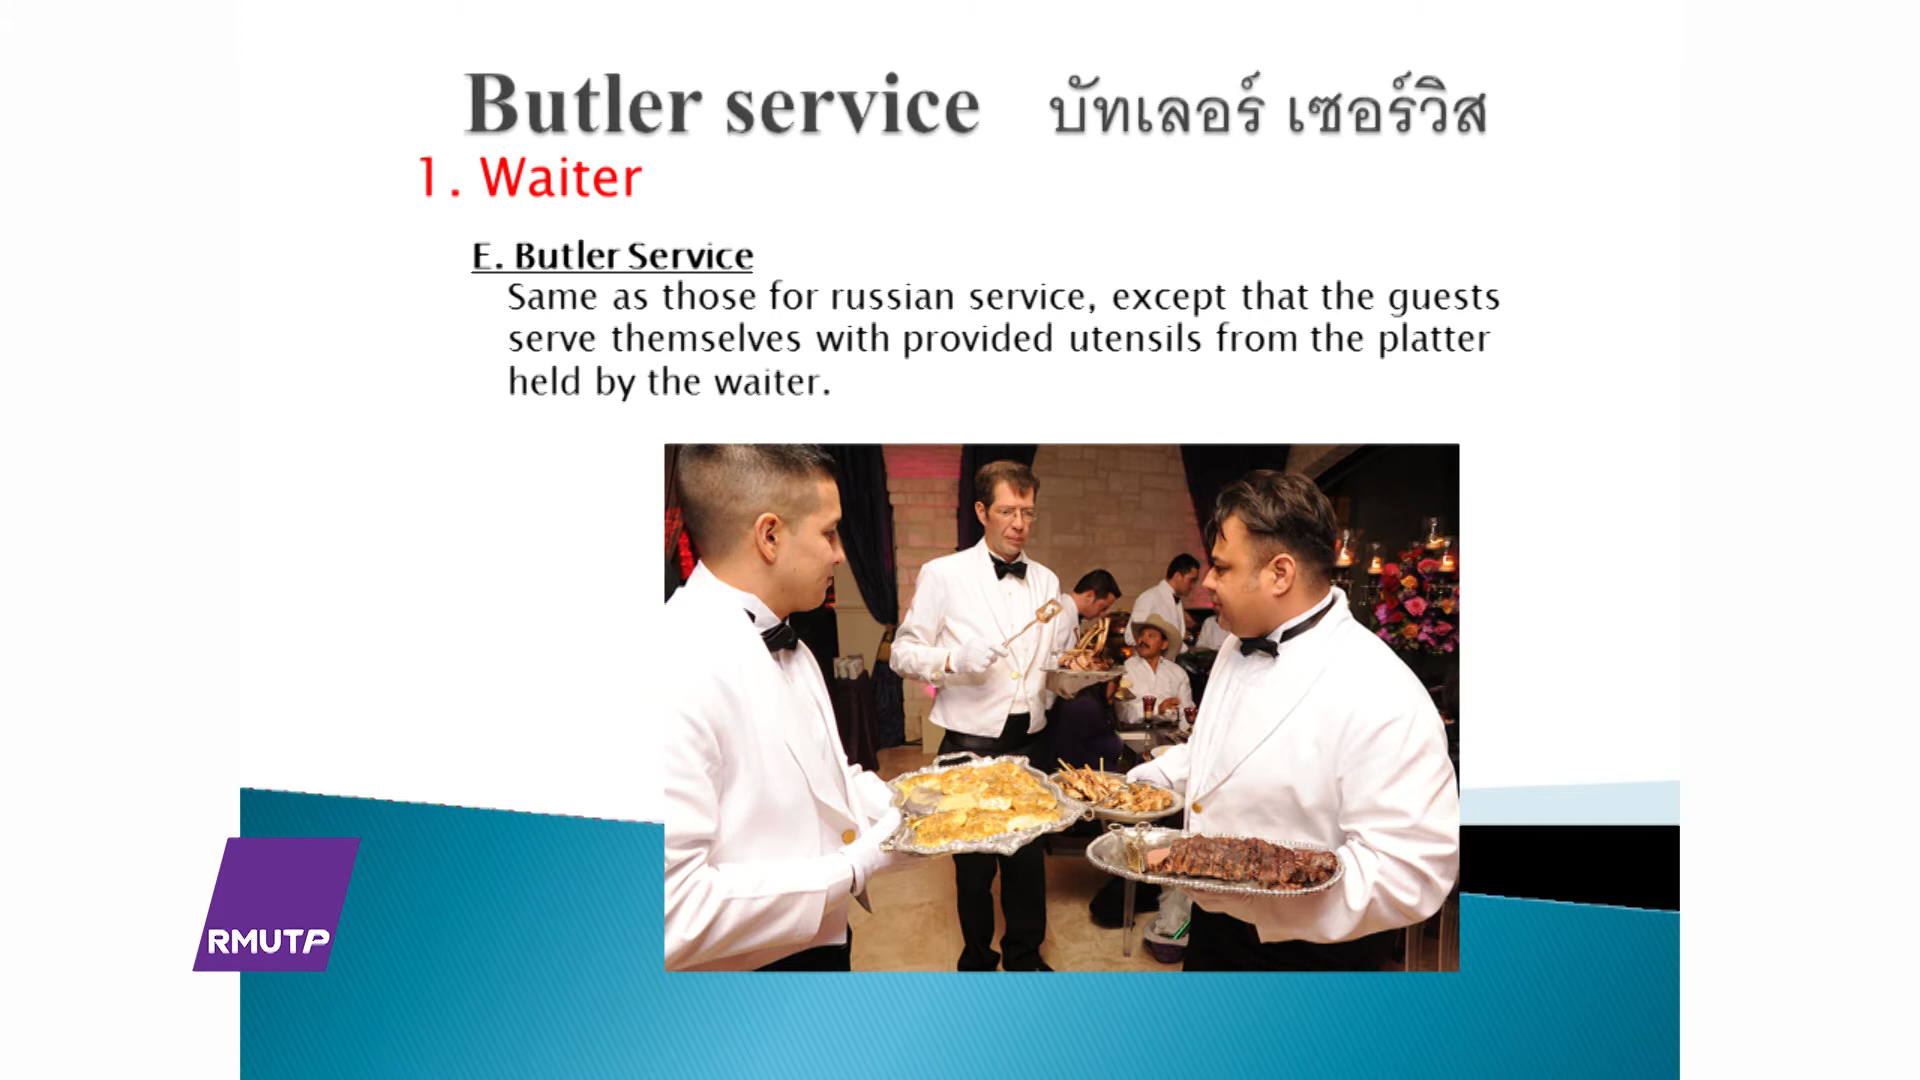 Butler service บัทเลอร์ เซอร์วิส
1. Waiter
E. Butler Service
Same as those for russian service, except that the guests
serve themselves with provided utensils from the platter
held by the waiter.
RMUTP